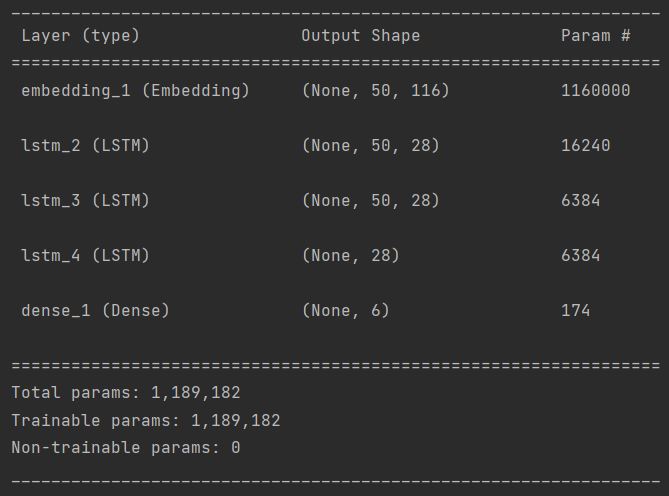 _________________________________________________________________
Layer (type)                Output Shape              Param #
=================================================================
embedding_1 (Embedding)     (None, 50, 116)           1160000
lstm_2 (LSTM)               (None, 50, 28)            16240
lstm_3 (LSTM)               (None, 50, 28)            6384
lstm_4 (LSTM)               (None, 28)                6384
dense_1 (Dense)             (None, 6)                 174
=================================================================
Total params: 1,189,182
Trainable params: 1,189,182
Non-trainable params: 0
_________________________________________________________________